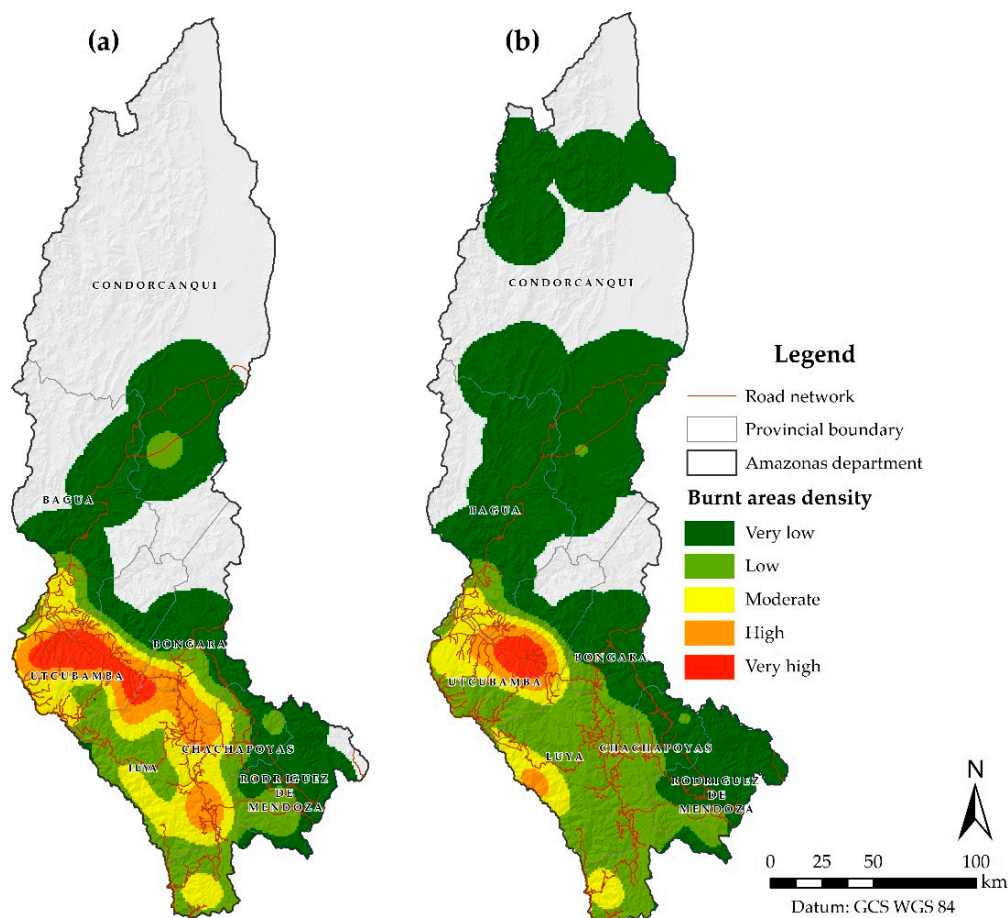 (a)
CONDORCANQUI
BAGUA
BONGARA
UTCUBAMBA
CHACHAPOYAS
LUYA
RODRIGUEZ
DE
MENDOZA
(b)
CONDORCANQUI
BAGUA
BONGARA
UTCUBAMBA
LUYA
CHACHAPOYAS
RODRIGUEZ
DE
MENDOZA
Legend
Road network
Provincial boundary
Amazonas department
Burnt areas density
Very low
Low
Moderate
High
Very high
N
0 25 50 100
km
Datum: GCS WGS 84